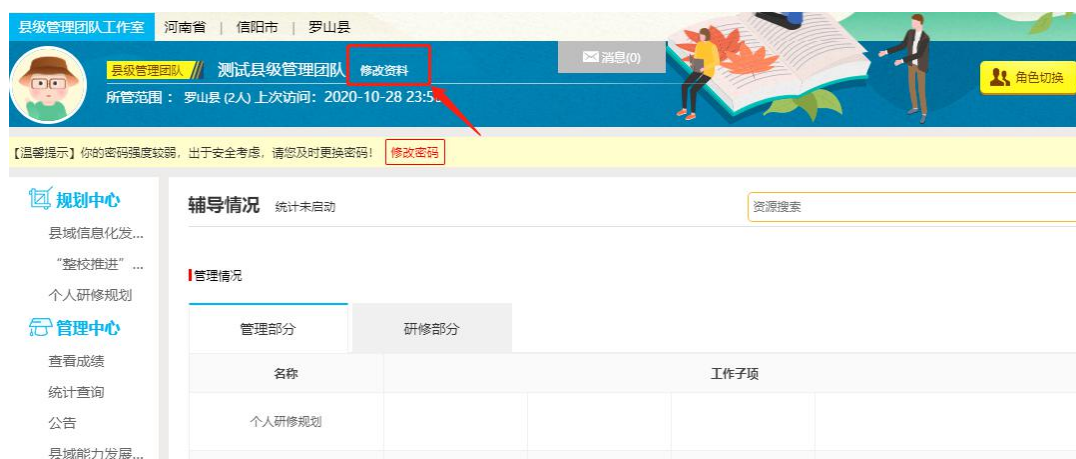 县级管理团队工作室 河南省 | 信阳市 | 罗山县
县级管理团队 测试县级管理团队 修改资料 消息(0)
角色切换
所管范围： 罗山县 (2人) 上次访问：2020-10-28 23:5
【温馨提示】你的密码强度较弱，出于安全考虑，请您及时更换密码！ 修改密码
规划中心
辅导情况 统计未启动 资源搜索
县域信息化发...
“整校推进” ...
管理情况
个人研修规划
管理中心
管理部分 研修部分
查看成绩
名称 工作子项
统计查询
公告
个人研修规划
县域能力发展...